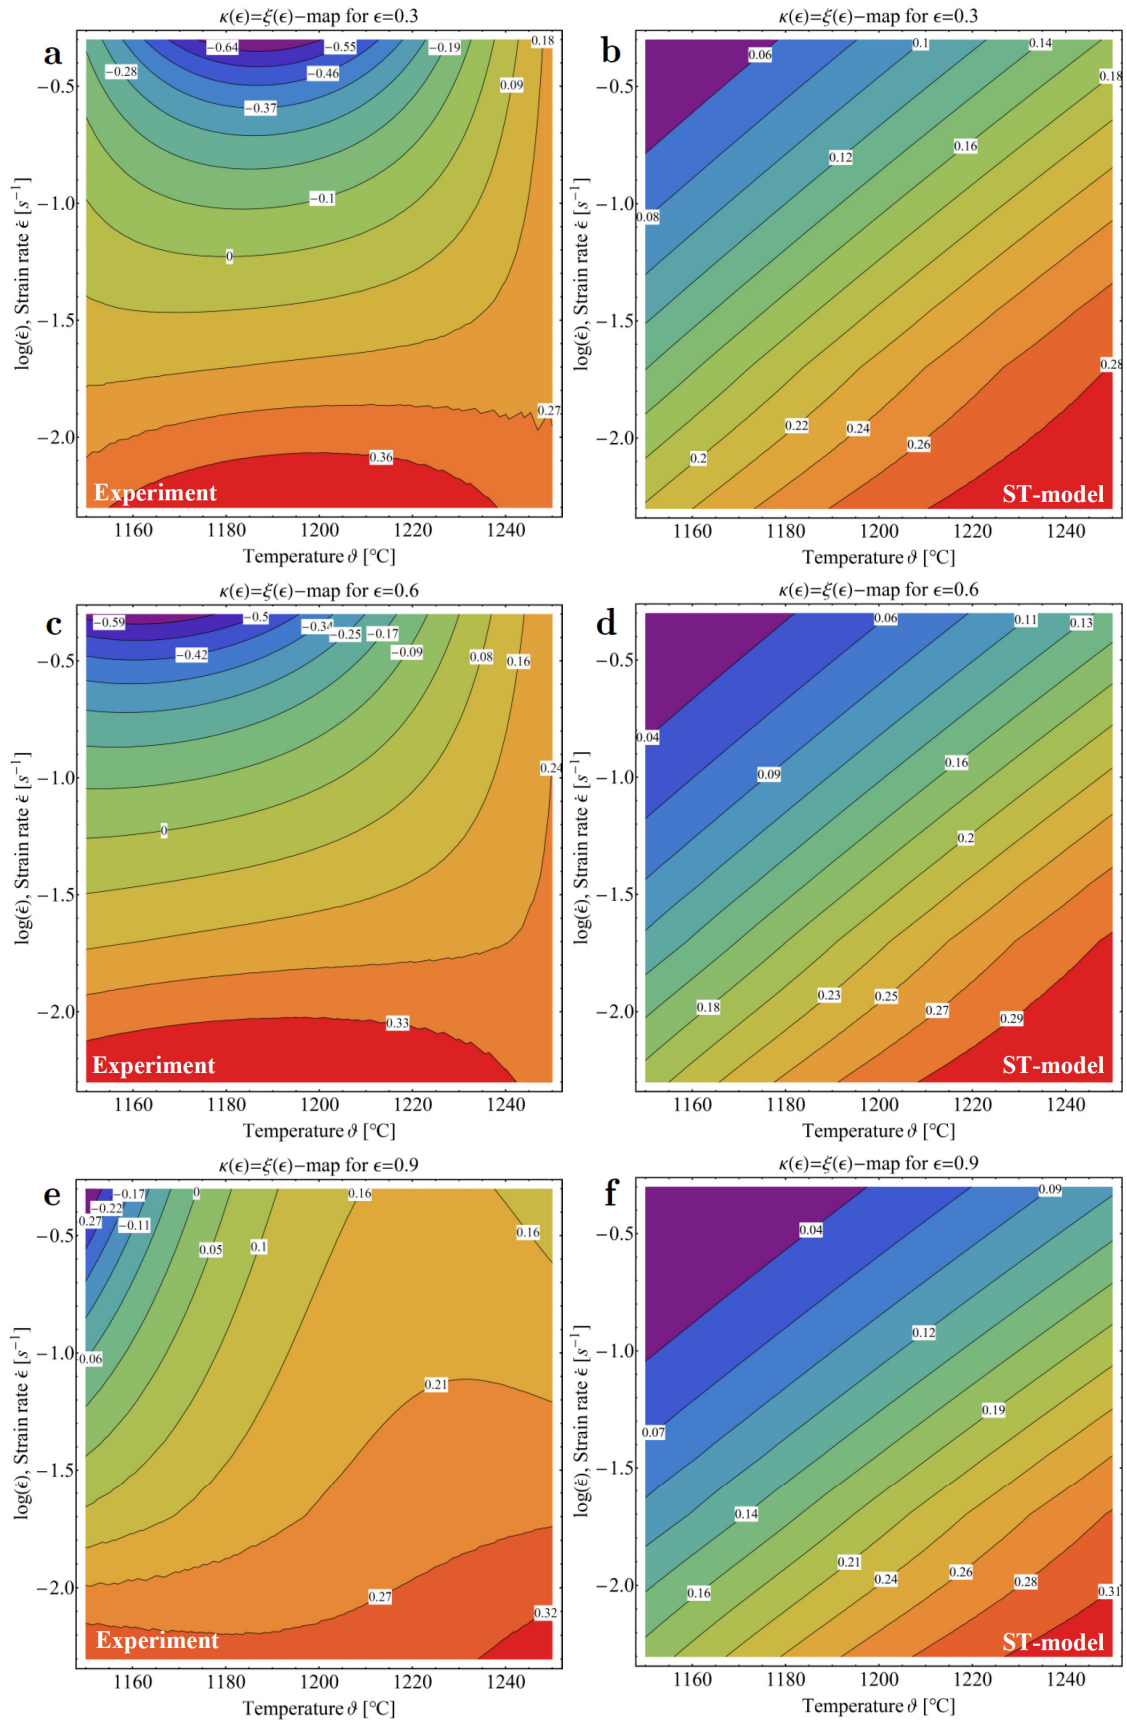 κ(ϵ)=ξ(ϵ)−map for ϵ=0.3
a
−0.64
−0.55
−0.19
0.18
−0.28
−0.46
0.09
−0.37
−0.1
0
0.27
0.36
Experiment
−0.5
−1.0
−1.5
−2.0
log(ϵ̇), Strain rate ϵ̇ [s⁻¹]
1160 1180 1200 1220 1240
Temperature ϑ [°C]
κ(ϵ)=ξ(ϵ)−map for ϵ=0.3
b
0.06
0.1
0.14
0.18
0.12
0.16
0.08
0.28
0.22
0.24
0.26
0.2
ST-model
−0.5
−1.0
−1.5
−2.0
log(ϵ̇), Strain rate ϵ̇ [s⁻¹]
1160 1180 1200 1220 1240
Temperature ϑ [°C]
κ(ϵ)=ξ(ϵ)−map for ϵ=0.6
c
−0.59
−0.5
−0.34
−0.25
−0.17
−0.42
−0.09
0.08
0.16
0.24
0
0.33
Experiment
−0.5
−1.0
−1.5
−2.0
log(ϵ̇), Strain rate ϵ̇ [s⁻¹]
1160 1180 1200 1220 1240
Temperature ϑ [°C]
κ(ϵ)=ξ(ϵ)−map for ϵ=0.6
d
0.06
0.11
0.13
0.04
0.09
0.16
0.2
0.18
0.23
0.25
0.27
0.29
ST-model
−0.5
−1.0
−1.5
−2.0
log(ϵ̇), Strain rate ϵ̇ [s⁻¹]
1160 1180 1200 1220 1240
Temperature ϑ [°C]
κ(ϵ)=ξ(ϵ)−map for ϵ=0.9
e
−0.17
0
0.16
−0.22
0.27
−0.11
0.05
0.1
0.16
0.06
0.21
0.27
0.32
Experiment
−0.5
−1.0
−1.5
−2.0
log(ϵ̇), Strain rate ϵ̇ [s⁻¹]
1160 1180 1200 1220 1240
Temperature ϑ [°C]
κ(ϵ)=ξ(ϵ)−map for ϵ=0.9
f
0.09
0.04
0.12
0.07
0.19
0.14
0.21
0.24
0.26
0.28
0.31
0.16
ST-model
−0.5
−1.0
−1.5
−2.0
log(ϵ̇), Strain rate ϵ̇ [s⁻¹]
1160 1180 1200 1220 1240
Temperature ϑ [°C]